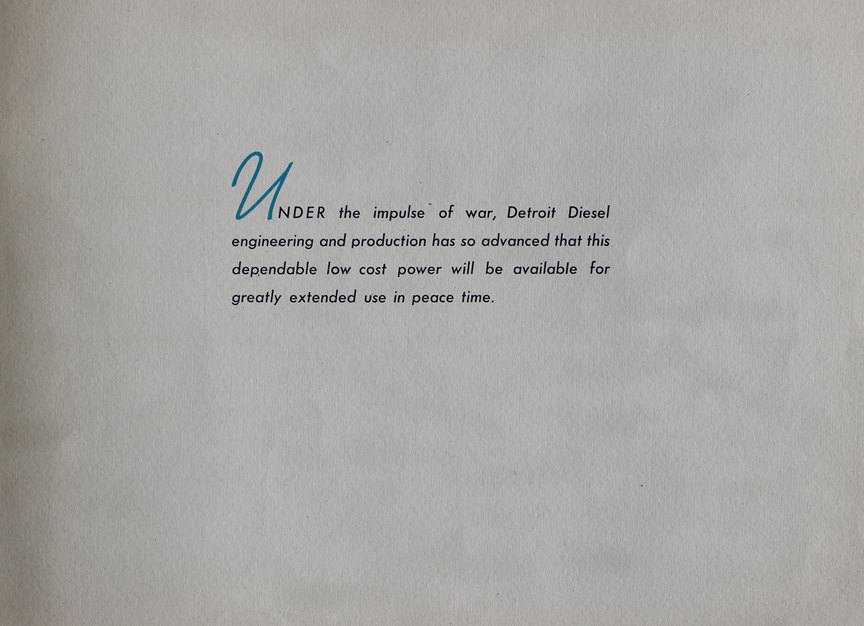 UNDER the impulse of war, Detroit Diesel
engineering and production has so advanced that this
dependable low cost power will be available for
greatly extended use in peace time.